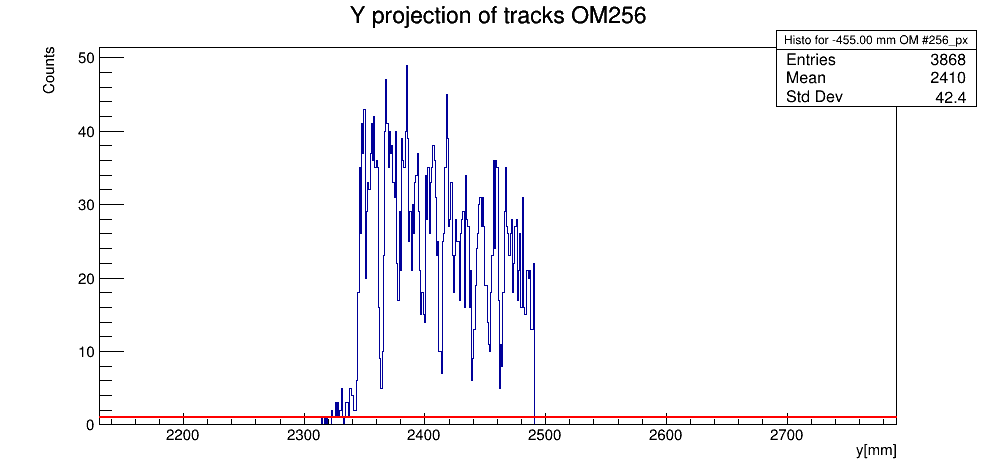 Y projection of tracks OM256
Histo for -455.00 mm OM #256_px
Entries 3868
Mean 2410
Std Dev 42.4
Counts
50
40
30
20
10
0
2200 2300 2400 2500 2600 2700
y[mm]